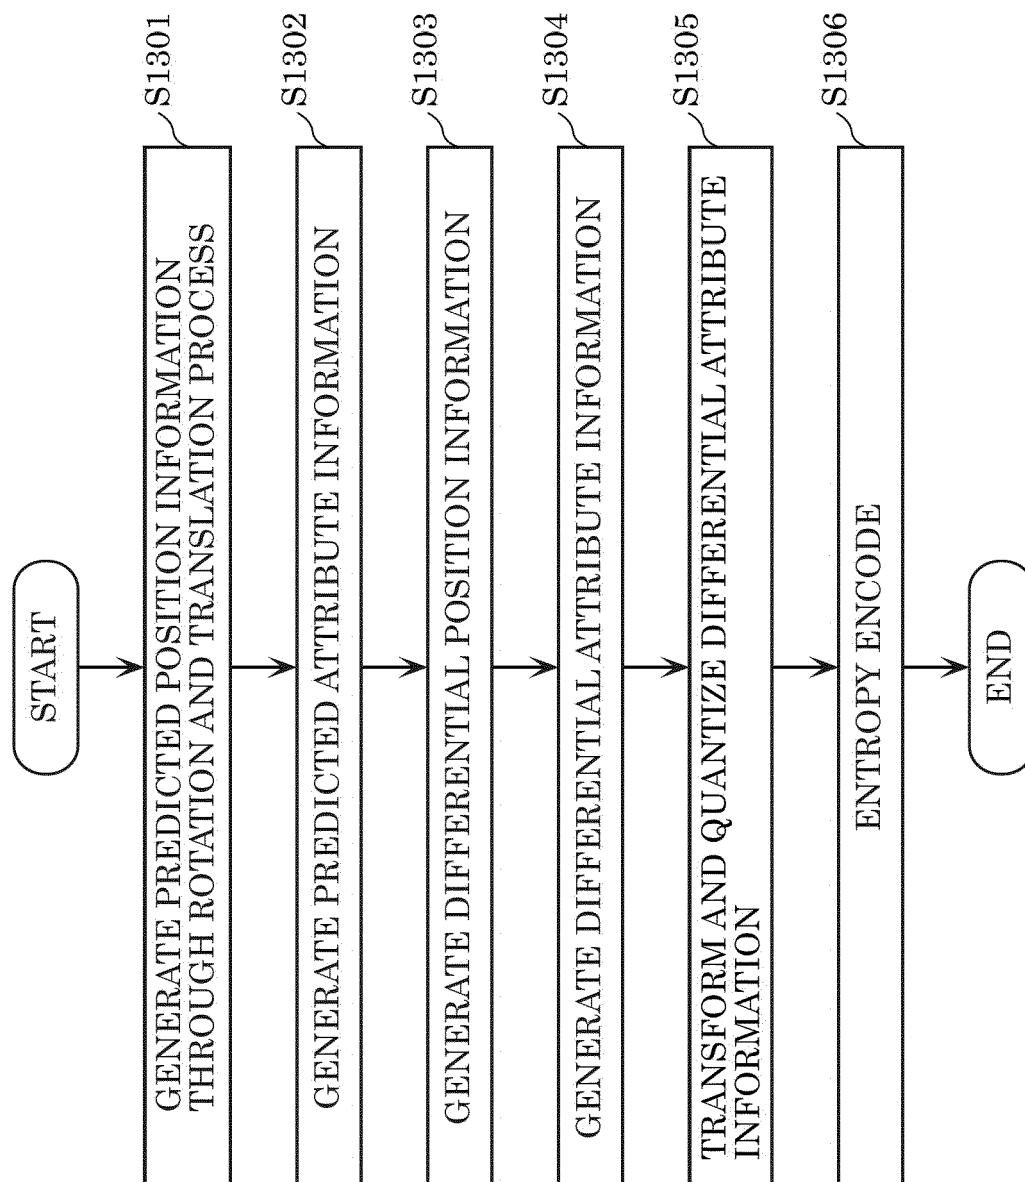 START
S1301
GENERATE PREDICTED POSITION INFORMATION
THROUGH ROTATION AND TRANSLATION PROCESS
S1302
GENERATE PREDICTED ATTRIBUTE INFORMATION
S1303
GENERATE DIFFERENTIAL POSITION INFORMATION
S1304
GENERATE DIFFERENTIAL ATTRIBUTE INFORMATION
S1305
TRANSFORM AND QUANTIZE DIFFERENTIAL ATTRIBUTE
INFORMATION
S1306
ENTROPY ENCODE
END